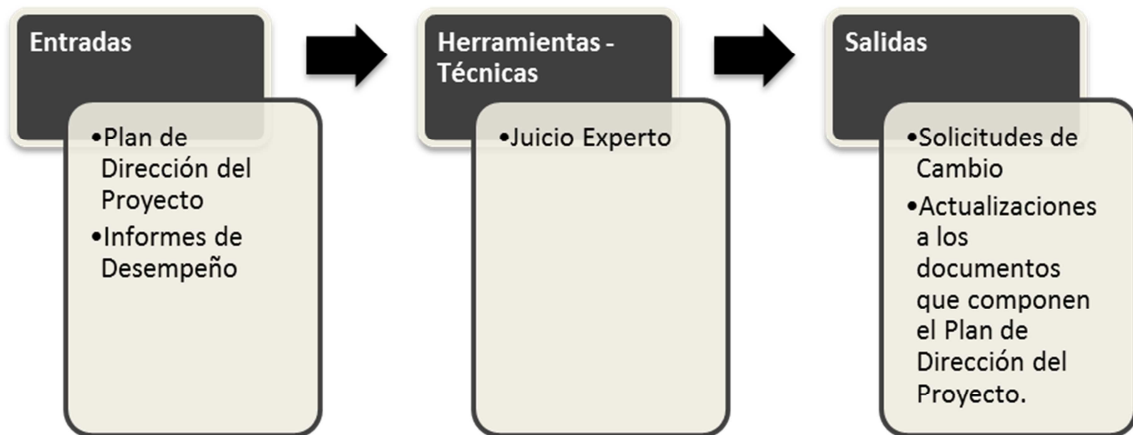 Entradas
•Plan de
Dirección del
Proyecto
•Informes de
Desempeño
Herramientas -
Técnicas
•Juicio Experto
Salidas
•Solicitudes de
Cambio
•Actualizaciones
a los
documentos
que componen
el Plan de
Dirección del
Proyecto.